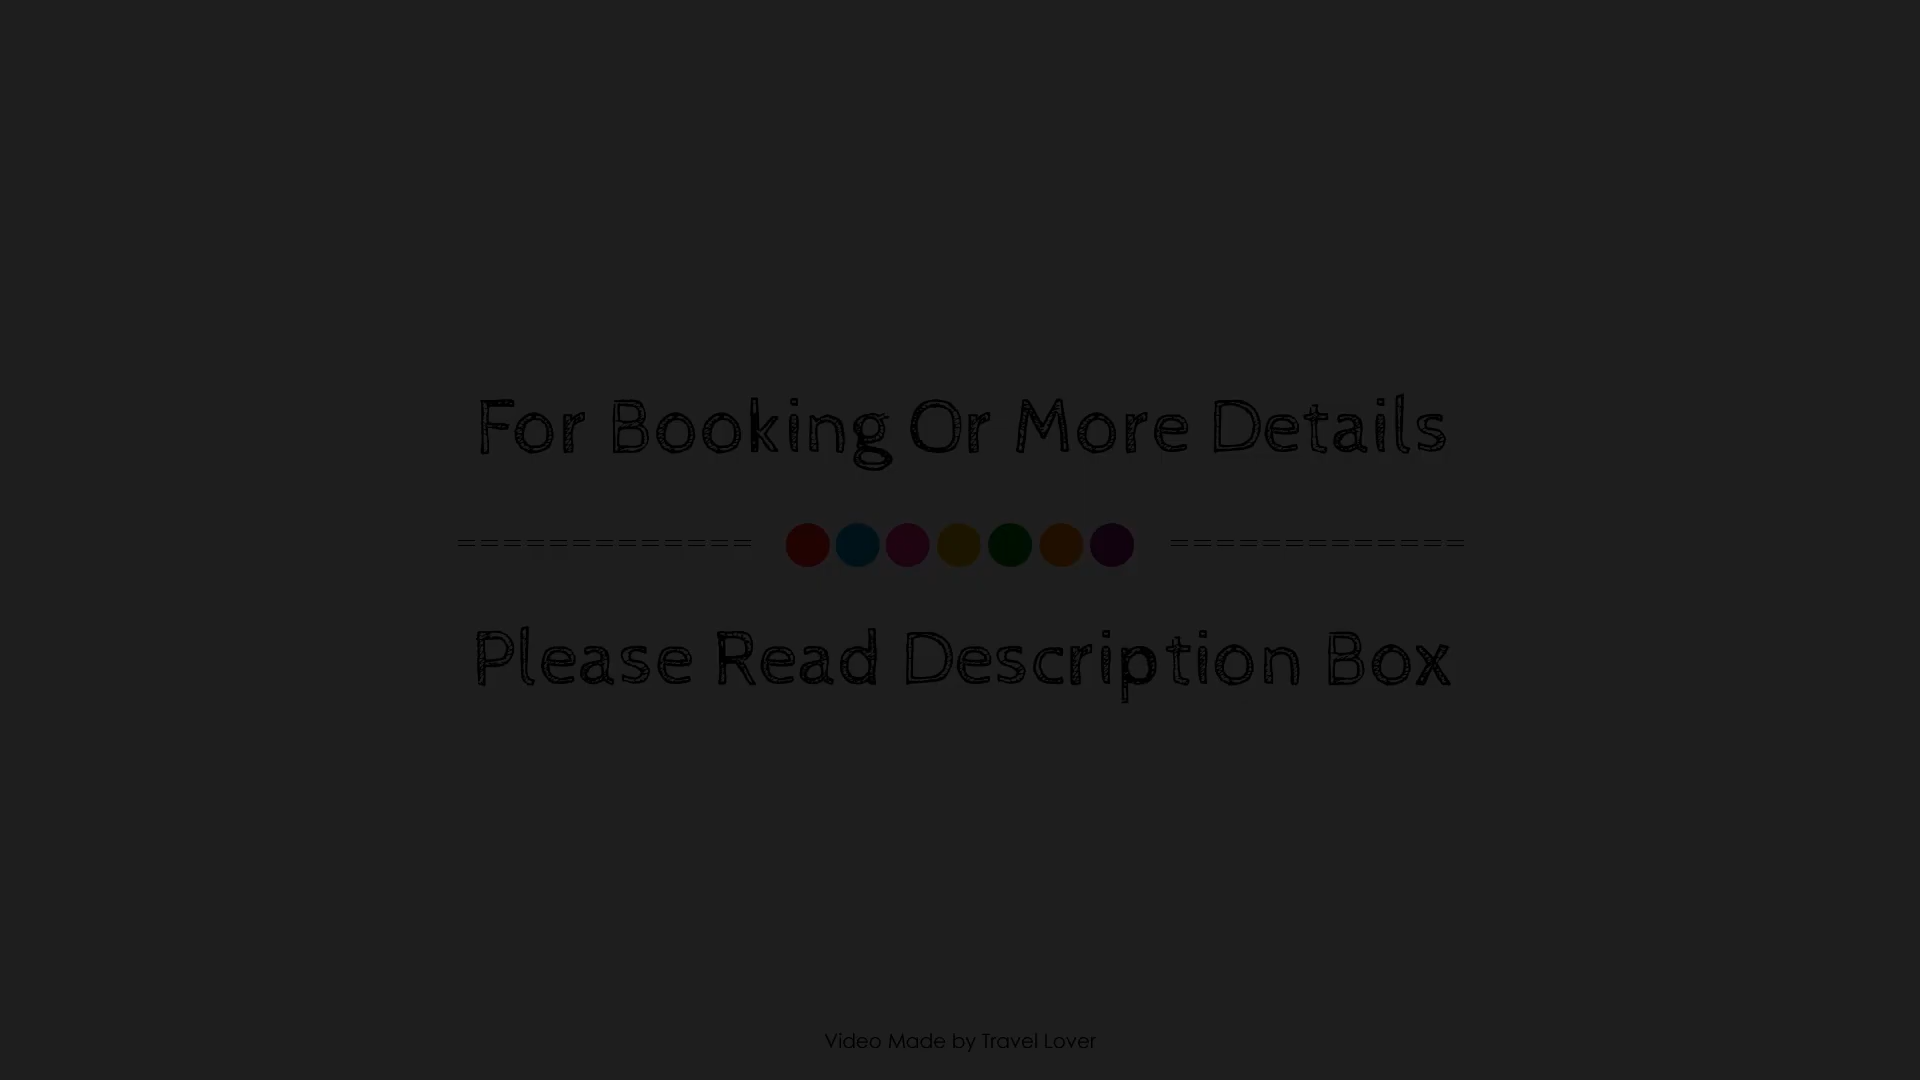 For Booking Or More Details
============= =============
Please Read Description Box
Video Made by Travel Lover